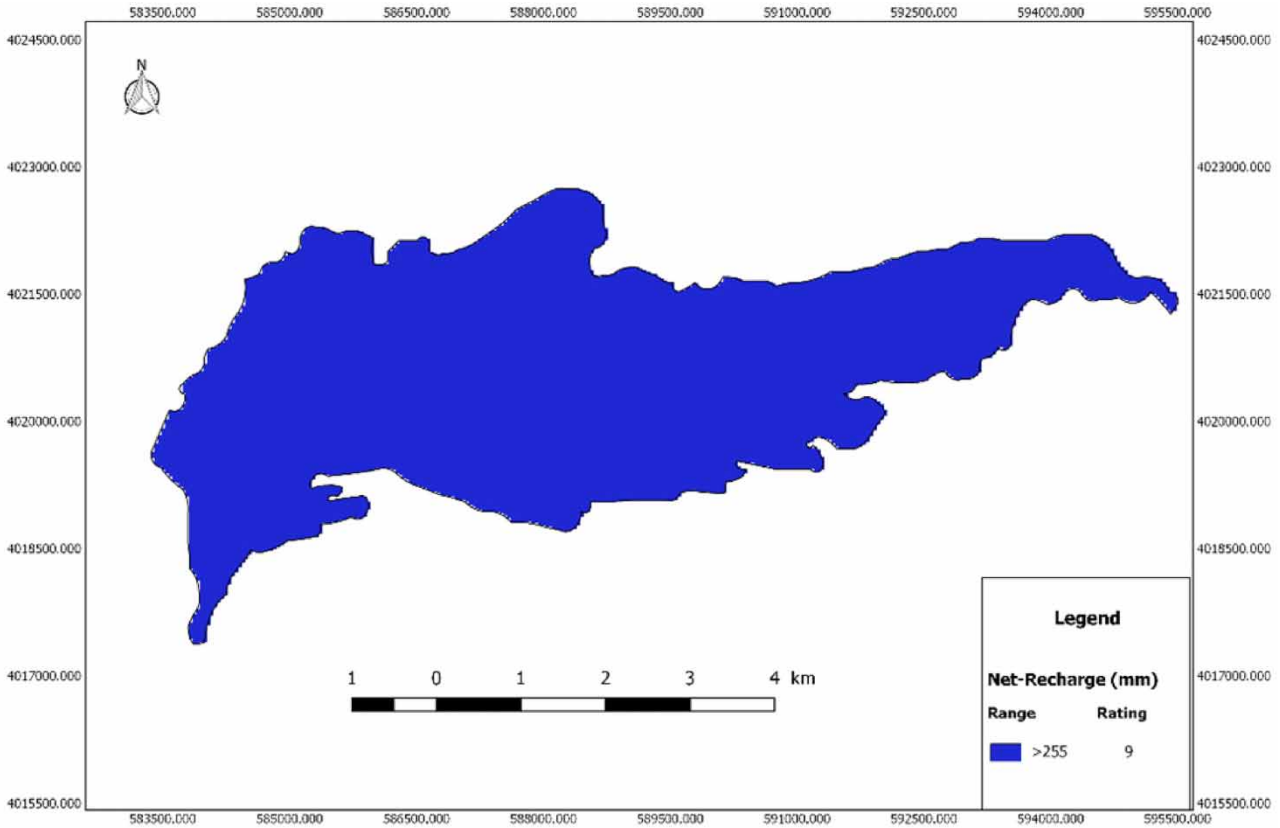 583500.000 585000.000 586500.000 588000.000 589500.000 591000.000 592500.000 594000.000 595500.000
4024500.000 4024500.000
N
4023000.000 4023000.000
4021500.000 4021500.000
4020000.000 4020000.000
4018500.000 4018500.000
Legend
4017000.000 4017000.000
1 0 1 2 3 4 km
Net-Recharge (mm)
Range Rating
>255 9
4015500.000 4015500.000
583500.000 585000.000 586500.000 588000.000 589500.000 591000.000 592500.000 594000.000 595500.000